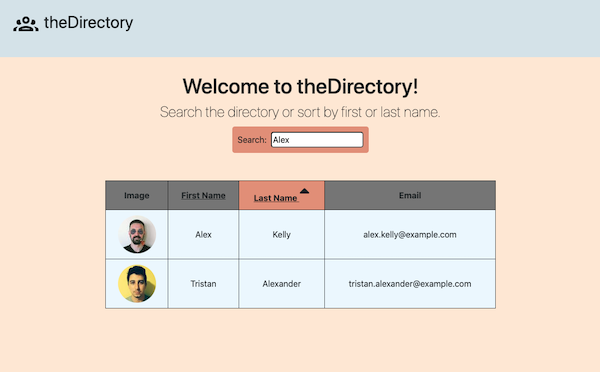 theDirectory
Welcome to theDirectory!
Search the directory or sort by first or last name.
Search: Alex
Image First Name Last Name Email
Alex Kelly alex.kelly@example.com
Tristan Alexander tristan.alexander@example.com